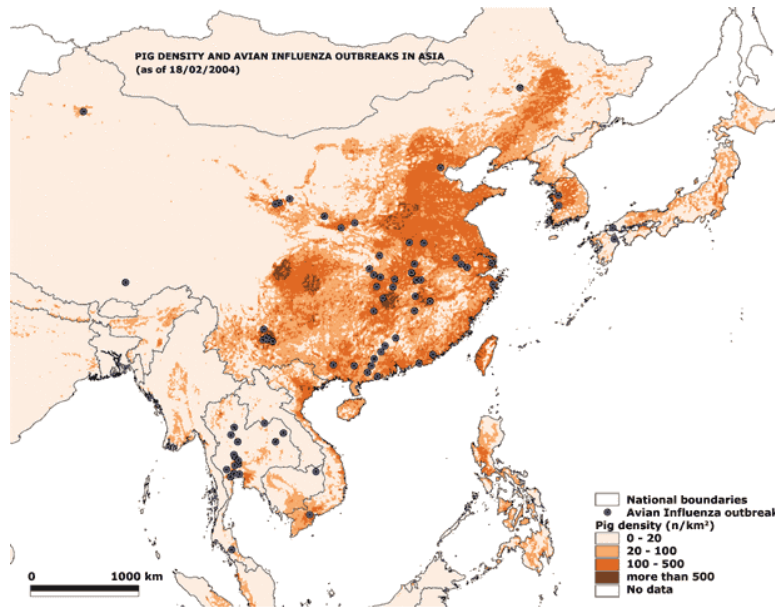 PIG DENSITY AND AVIAN INFLUENZA OUTBREAKS IN ASIA
(as of 18/02/2004)
National boundaries
Avian Influenza outbreak
Pig density (n/km²)
0 - 20
20 - 100
100 - 500
more than 500
No data
0 1000 km